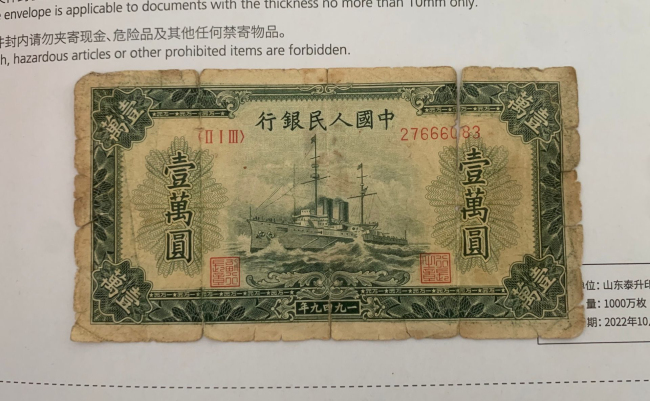 e envelope is applicable to documents with the thickness no more than 10mm only.
件封内请勿夹寄现金、危险品及其他任何禁寄物品。
h, hazardous articles or other prohibited items are forbidden.
壹萬
壹萬
行銀民人國中
〈II I III〉
27666083
壹萬圓
壹萬圓
壹萬
壹萬
年九四九一
位：山东泰升印
量：1000万枚
期：2022年10,